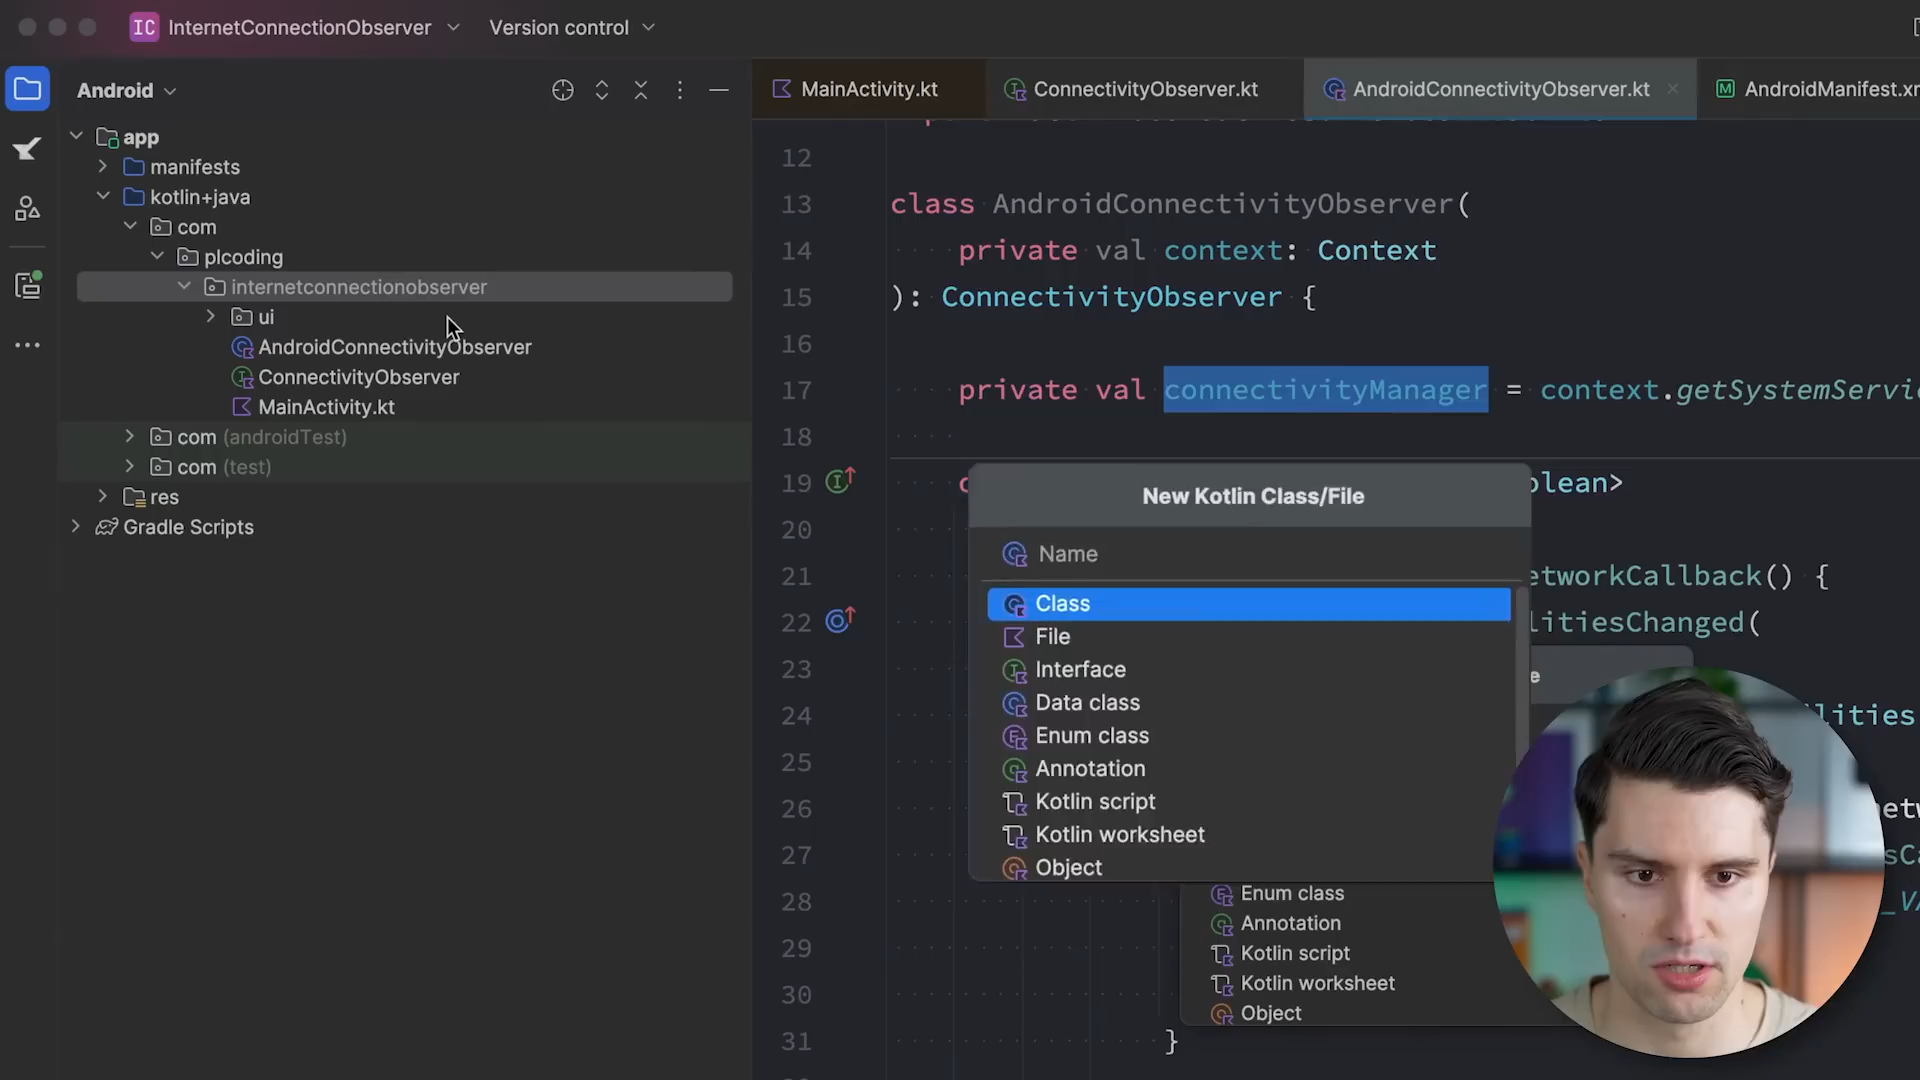 IC InternetConnectionObserver Version control
Android
app
manifests
kotlin+java
com
plcoding
internetconnectionobserver
ui
AndroidConnectivityObserver
ConnectivityObserver
MainActivity.kt
com (androidTest)
com (test)
res
Gradle Scripts
MainActivity.kt ConnectivityObserver.kt AndroidConnectivityObserver.kt AndroidManifest.xm
12
13 class AndroidConnectivityObserver(
14 private val context: Context
15 ): ConnectivityObserver {
16
17 private val connectivityManager = context.getSystemServic
18
19 olean>
20
21 etworkCallback() {
22 litiesChanged(
23
24 lities
25
26 netw
27
28
29
30
31 }
New Kotlin Class/File
Name
Class
File
Interface
Data class
Enum class
Annotation
Kotlin script
Kotlin worksheet
Object
Enum class
Annotation
Kotlin script
Kotlin worksheet
Object